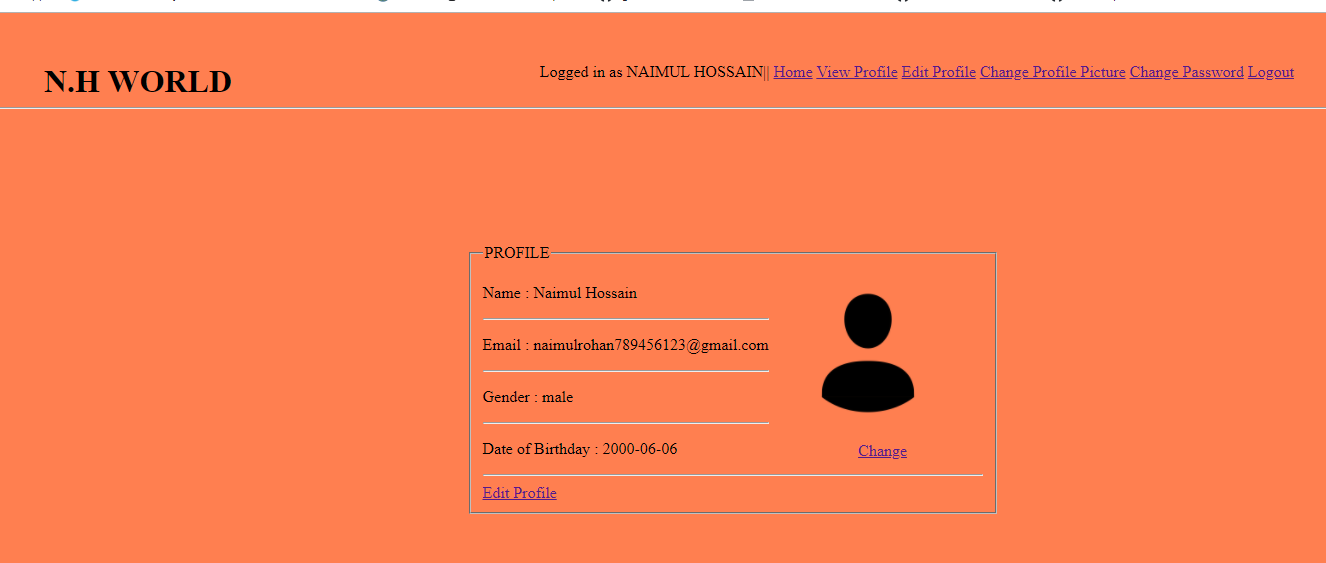 N.H WORLD
Logged in as NAIMUL HOSSAIN|| Home View Profile Edit Profile Change Profile Picture Change Password Logout
PROFILE
Name : Naimul Hossain
Email : naimulrohan789456123@gmail.com
Gender : male
Date of Birthday : 2000-06-06
Change
Edit Profile